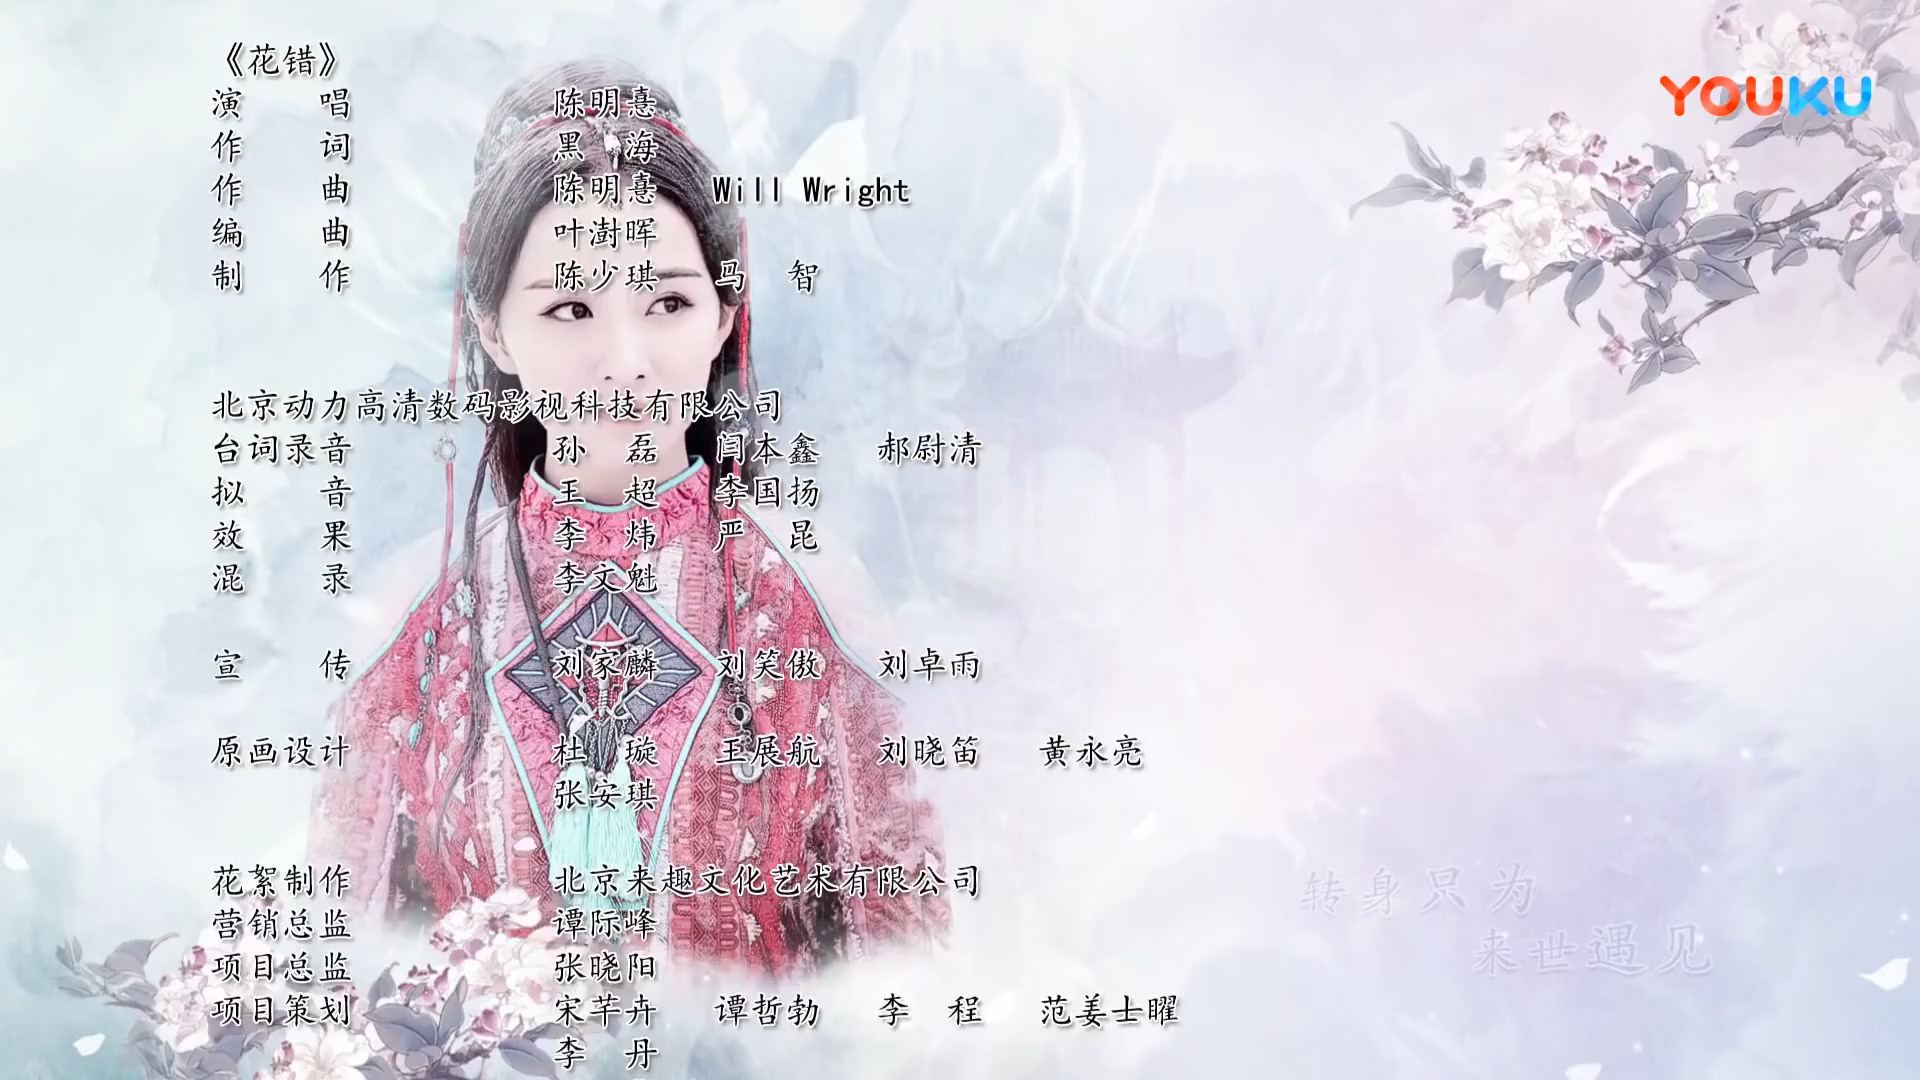 《花错》
YOUKU
演 唱 陈明憙
作 词 黑 海
作 曲 陈明憙 Will Wright
编 曲 叶澍晖
制 作 陈少琪 马 智
北京动力高清数码影视科技有限公司
台词录音 孙 磊 闫本鑫 郝尉清
拟 音 王 超 李国扬
效 果 李 炜 严 昆
混 录 李文魁
宣 传 刘家麟 刘笑傲 刘卓雨
原画设计 杜 璇 王展航 刘晓笛 黄永亮
张安琪
花絮制作 北京来趣文化艺术有限公司
营销总监 谭际峰
项目总监 张晓阳
项目策划 宋芊卉 谭哲勃 李 程 范姜士曜
李 丹
转身只为
来世遇见